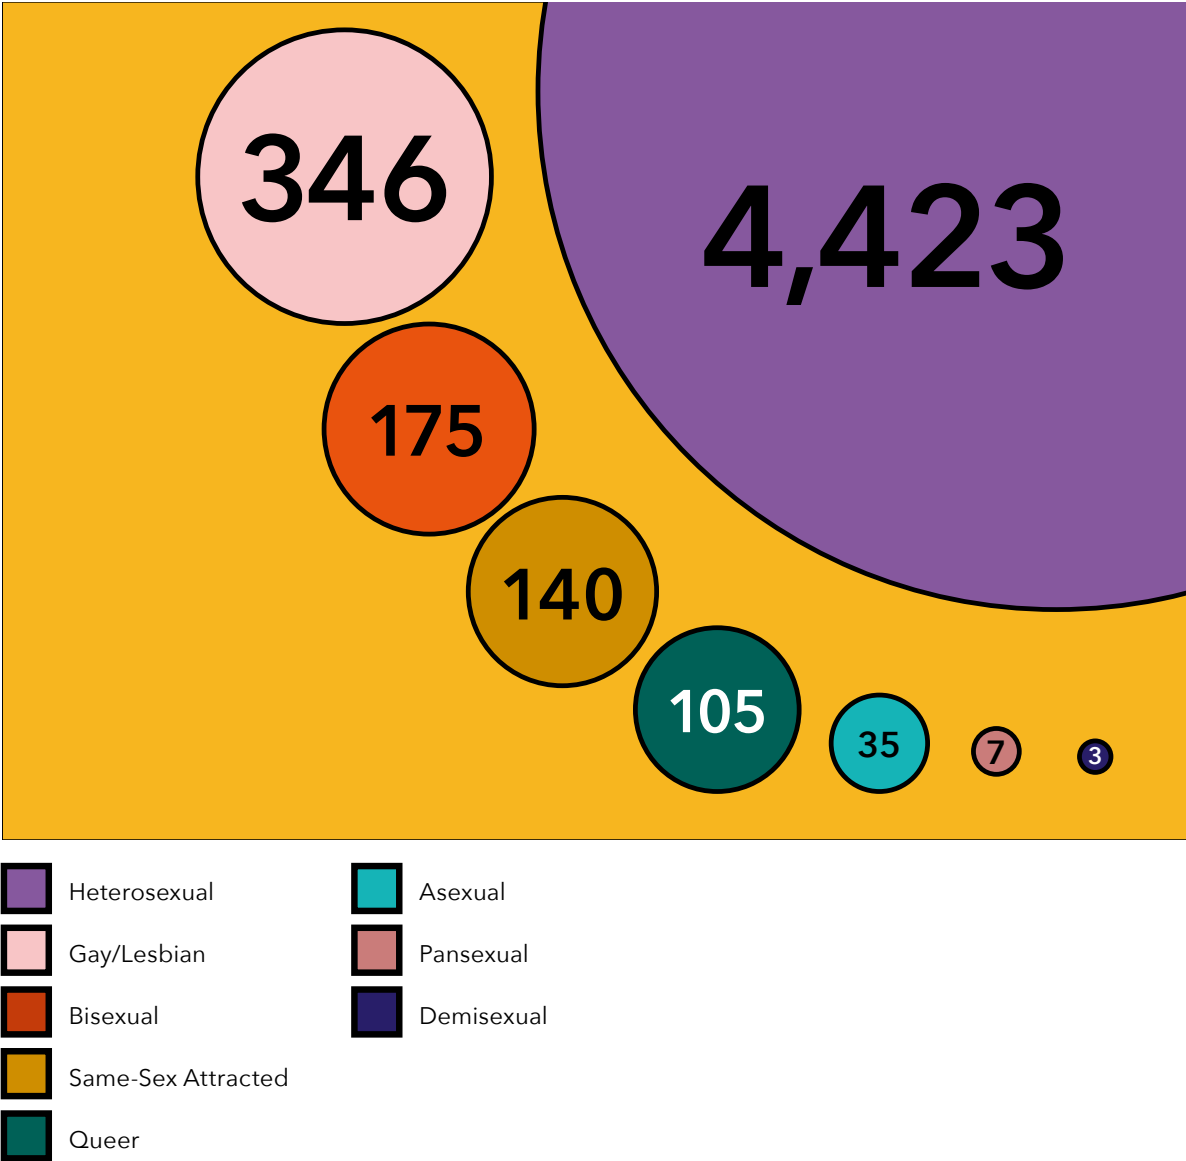 346
4,423
175
140
105
35
7
3
Heterosexual
Gay/Lesbian
Bisexual
Same-Sex Attracted
Queer
Asexual
Pansexual
Demisexual